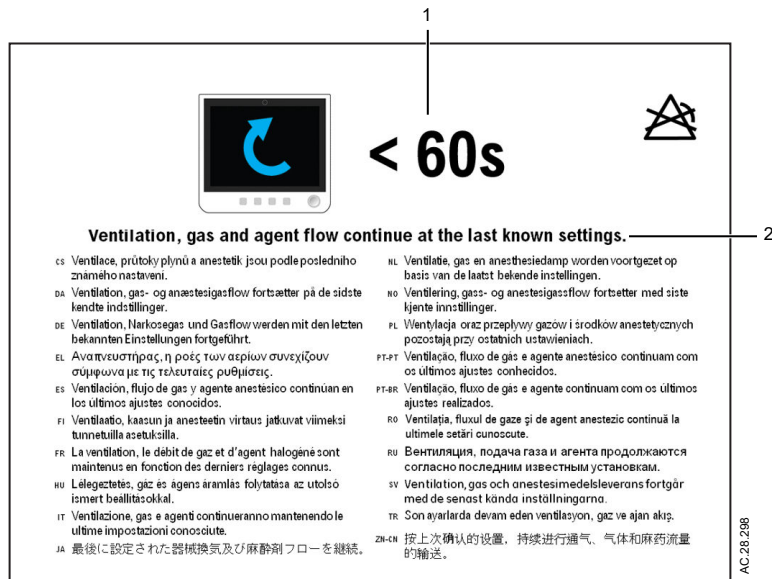 1
< 60s
Ventilation, gas and agent flow continue at the last known settings.
2
CS Ventilace, průtoky plynů a anestetik jsou podle posledního
známého nastavení.
DA Ventilation, gas- og anæstesigasflow fortsætter på de sidste
kendte indstillinger.
DE Ventilation, Narkosegas und Gasflow werden mit den letzten
bekannten Einstellungen fortgeführt.
EL Αναπνευστήρας, η ροές των αερίων συνεχίζουν
σύμφωνα με τις τελευταίες ρυθμίσεις.
ES Ventilación, flujo de gas y agente anestésico continúan en
los últimos ajustes conocidos.
FI Ventilaatio, kaasun ja anesteetin virtaus jatkuvat viimeksi
tunnetuilla asetuksilla.
FR La ventilation, le débit de gaz et d'agent halogéné sont
maintenus en fonction des derniers réglages connus.
HU Lélegeztetés, gáz és ágens áramlás folytatása az utolsó
ismert beállításokkal.
IT Ventilazione, gas e agenti continueranno mantenendo le
ultime impostazioni conosciute.
JA 最後に設定された器械換気及び麻酔剤フローを継続。
NL Ventilatie, gas en anesthesiedamp worden voortgezet op
basis van de laatst bekende instellingen.
NO Ventilering, gass- og anestesigassflow fortsetter med siste
kjente innstillinger.
PL Wentylacja oraz przepływy gazów i środków anestetycznych
pozostają przy ostatnich ustawieniach.
PT-PT Ventilação, fluxo de gás e agente anestésico continuam com
os últimos ajustes conhecidos.
PT-BR Ventilação, fluxo de gás e agente continuam com os últimos
ajustes realizados.
RO Ventilația, fluxul de gaze și de agent anestezic continuă la
ultimele setări cunoscute.
RU Вентиляция, подача газа и агента продолжаются
согласно последним известным установкам.
SV Ventilation, gas och anestesimedelsleverans fortgår
med de senast kända inställningarna.
TR Son ayarlarda devam eden ventilasyon, gaz ve ajan akış.
ZH-CN 按上次确认的设置，持续进行通气、气体和麻药流量
的输送。
AC.28.298